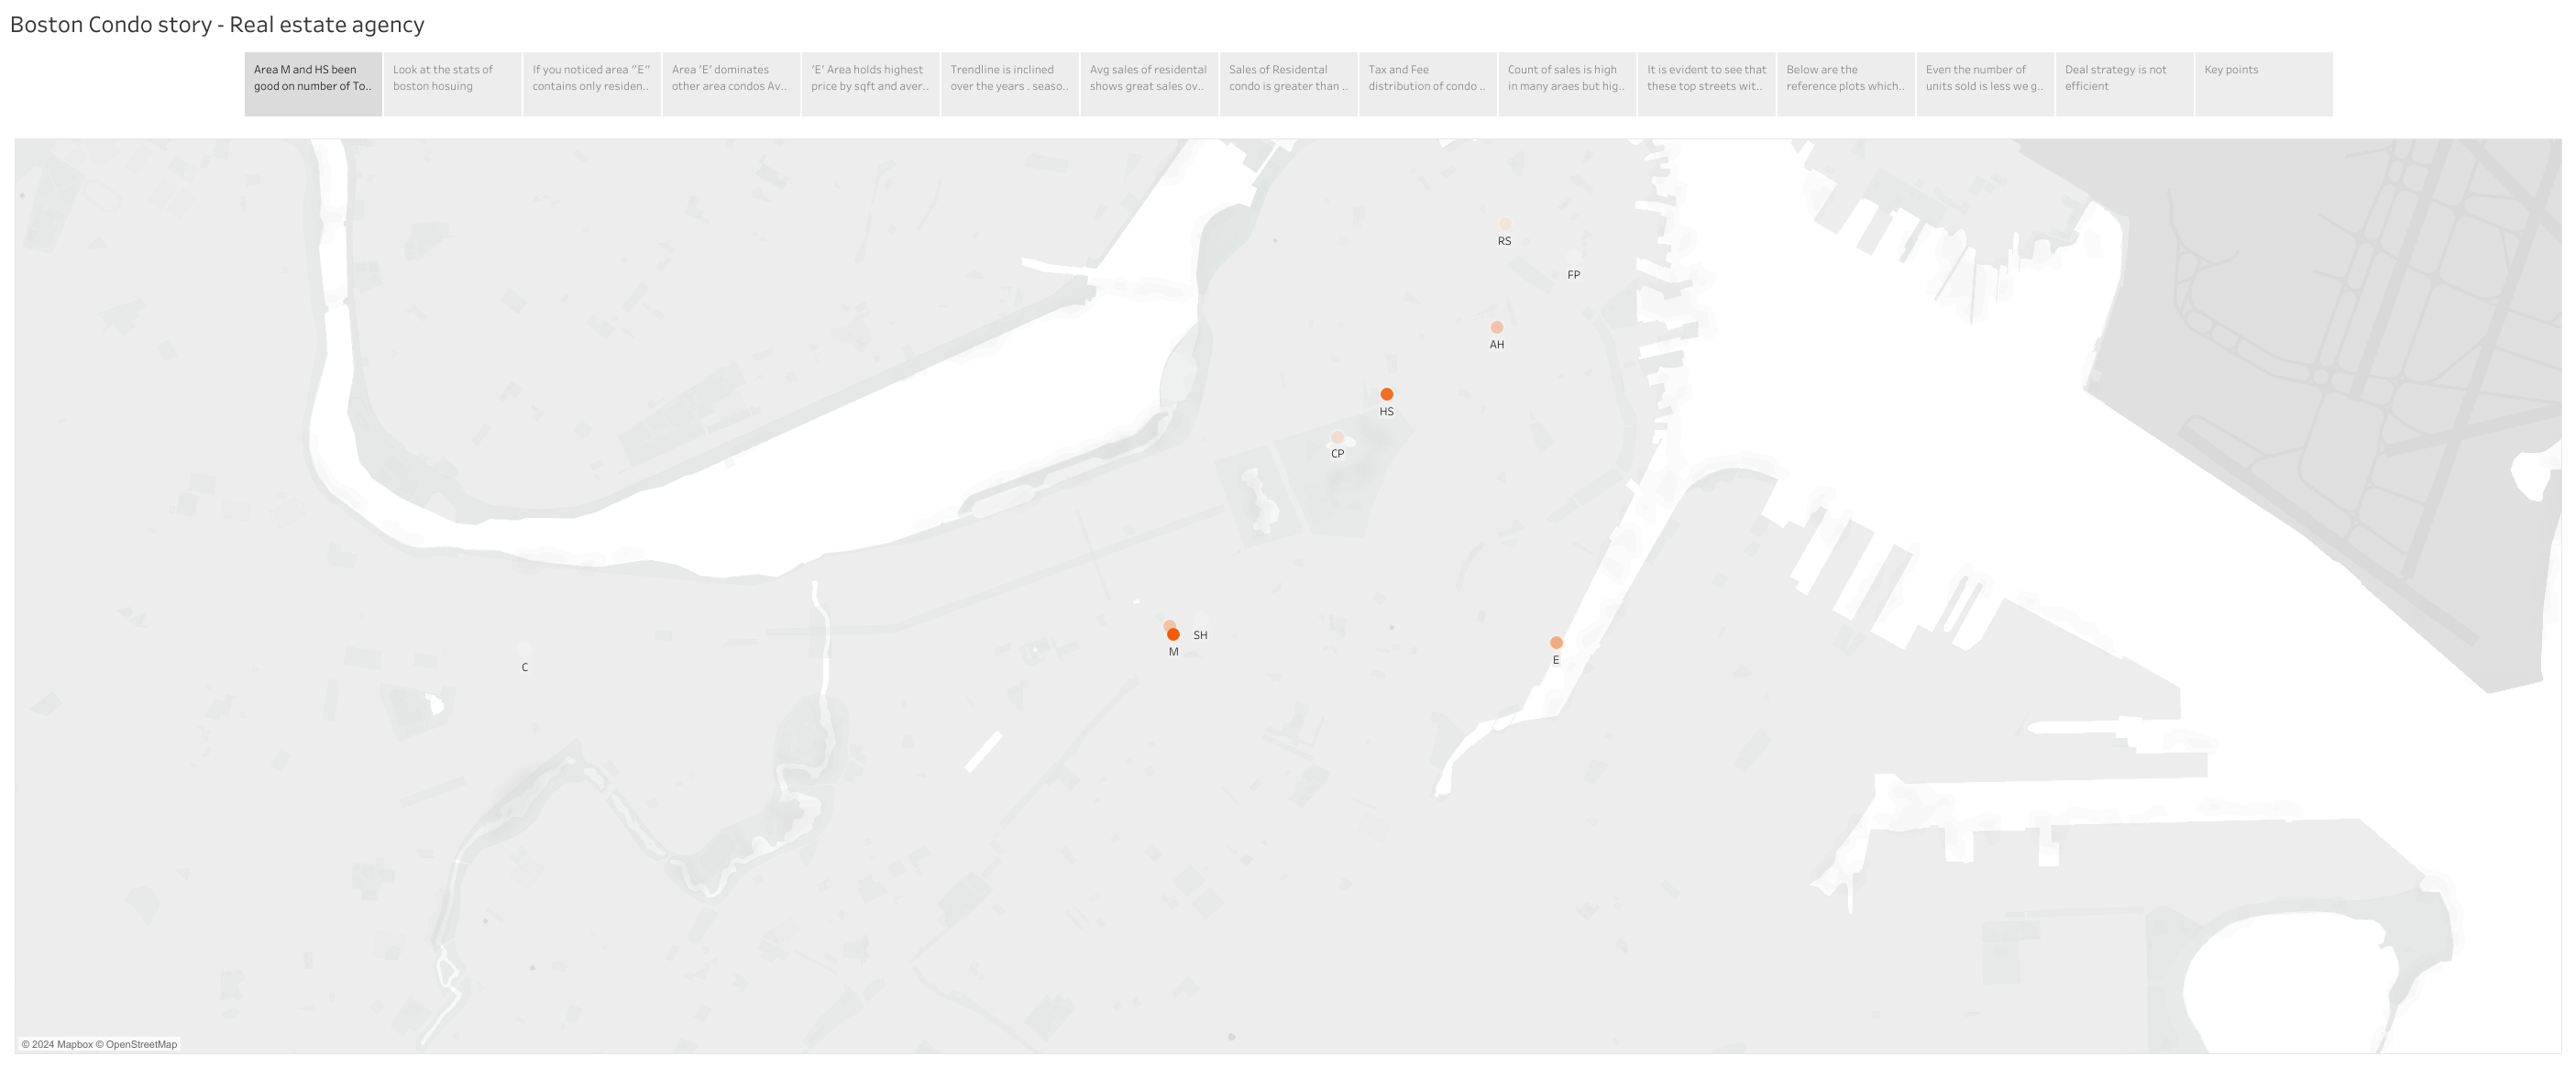 Boston Condo story - Real estate agency
Area M and HS been
good on number of To..
Look at the stats of
boston hosuing
If you noticed area "E"
contains only residen..
Area 'E' dominates
other area condos Av..
'E' Area holds highest
price by sqft and aver..
Trendline is inclined
over the years . seaso..
Avg sales of residental
shows great sales ov..
Sales of Residental
condo is greater than ..
Tax and Fee
distribution of condo ..
Count of sales is high
in many araes but hig..
It is evident to see that
these top streets wit..
Below are the
reference plots which..
Even the number of
units sold is less we g..
Deal strategy is not
efficient
Key points
RS
FP
AH
HS
CP
SH
M
E
C
© 2024 Mapbox © OpenStreetMap